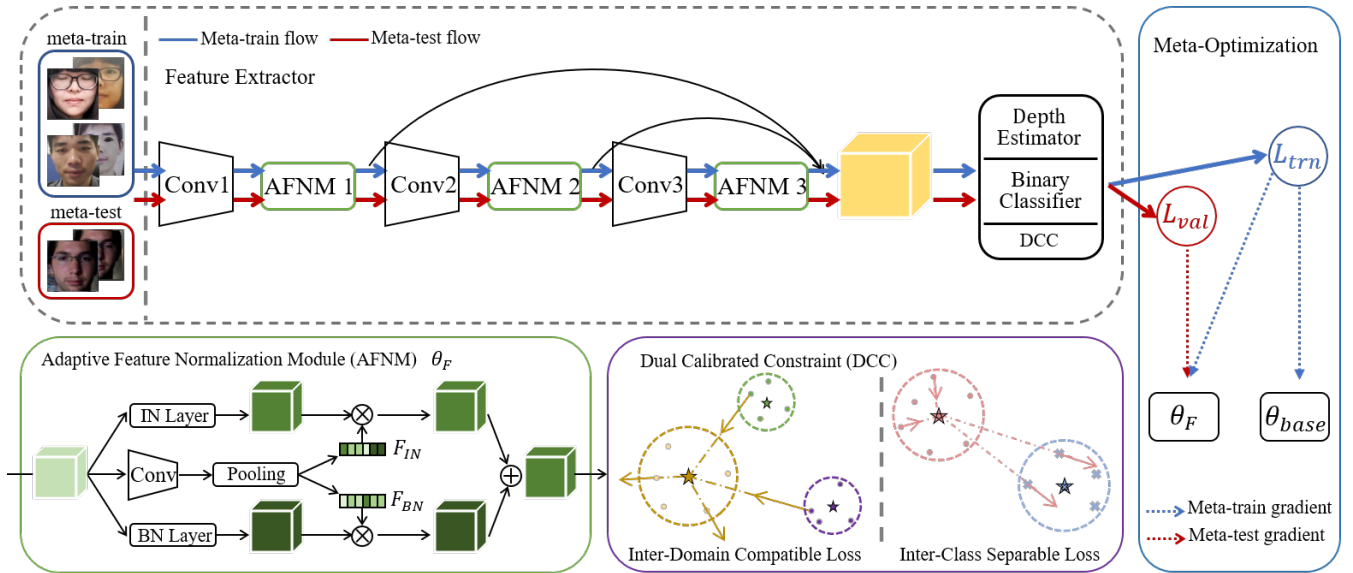 meta-train
meta-test
Meta-train flow
Meta-test flow
Feature Extractor
Conv1
AFNM 1
Conv2
AFNM 2
Conv3
AFNM 3
Depth
Estimator
Binary
Classifier
DCC
Meta-Optimization
L_trn
L_val
θ_F
θ_base
Meta-train gradient
Meta-test gradient
Adaptive Feature Normalization Module (AFNM) θ_F
IN Layer
Conv
Pooling
BN Layer
F_IN
F_BN
Dual Calibrated Constraint (DCC)
Inter-Domain Compatible Loss
Inter-Class Separable Loss